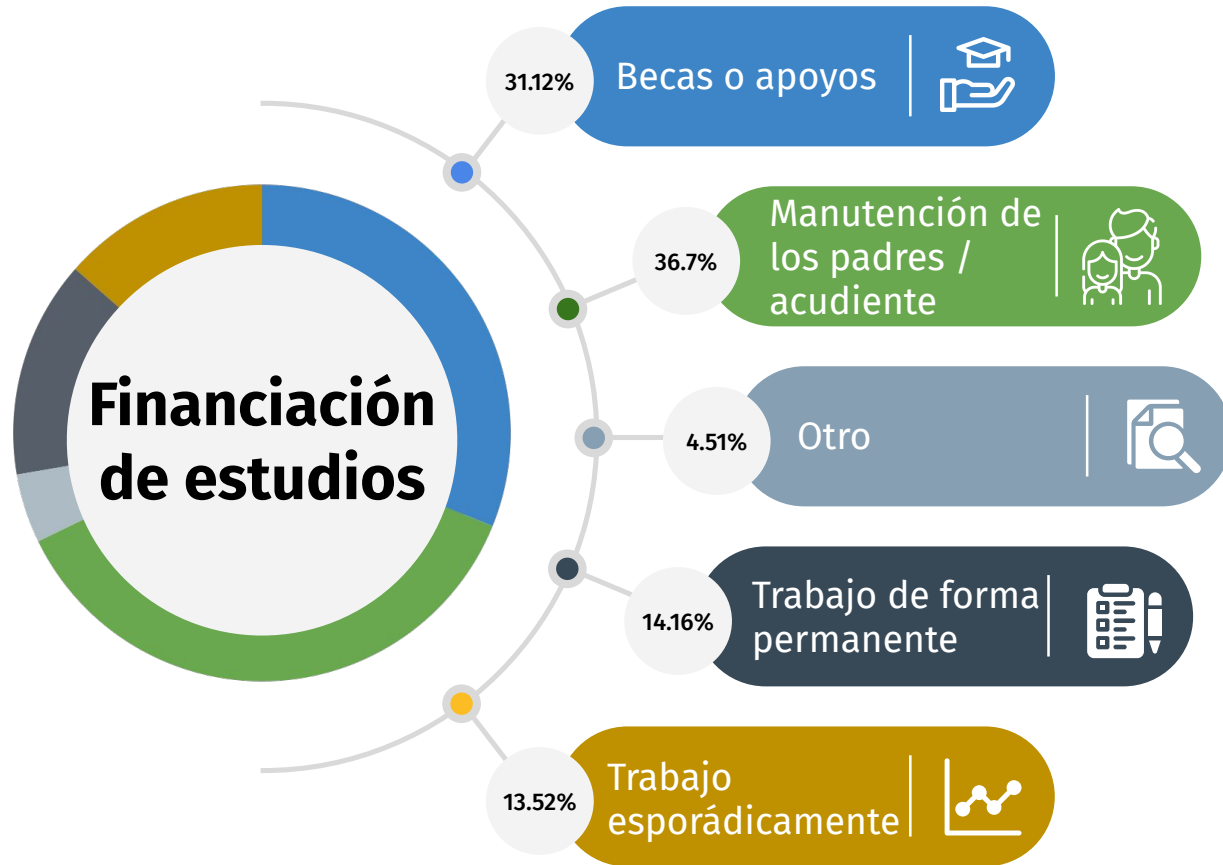 Financiación
de estudios
31.12%
Becas o apoyos
36.7%
Manutención de
los padres /
acudiente
4.51%
Otro
14.16%
Trabajo de forma
permanente
13.52%
Trabajo
esporádicamente